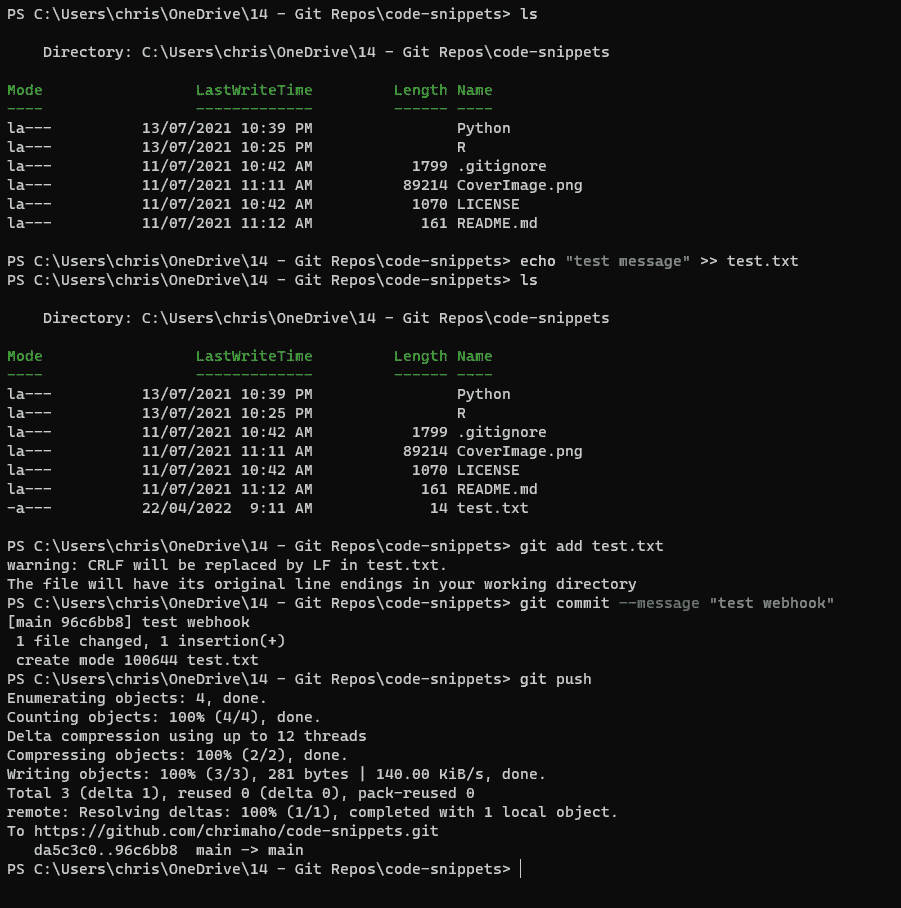 PS C:\Users\chris\OneDrive\14 - Git Repos\code-snippets> ls
    Directory: C:\Users\chris\OneDrive\14 - Git Repos\code-snippets
Mode                 LastWriteTime         Length Name
----                 -------------         ------ ----
la---          13/07/2021 10:39 PM                Python
la---          13/07/2021 10:25 PM                R
la---          11/07/2021 10:42 AM           1799 .gitignore
la---          11/07/2021 11:11 AM          89214 CoverImage.png
la---          11/07/2021 10:42 AM           1070 LICENSE
la---          11/07/2021 11:12 AM            161 README.md
PS C:\Users\chris\OneDrive\14 - Git Repos\code-snippets> echo "test message" >> test.txt
PS C:\Users\chris\OneDrive\14 - Git Repos\code-snippets> ls
    Directory: C:\Users\chris\OneDrive\14 - Git Repos\code-snippets
Mode                 LastWriteTime         Length Name
----                 -------------         ------ ----
la---          13/07/2021 10:39 PM                Python
la---          13/07/2021 10:25 PM                R
la---          11/07/2021 10:42 AM           1799 .gitignore
la---          11/07/2021 11:11 AM          89214 CoverImage.png
la---          11/07/2021 10:42 AM           1070 LICENSE
la---          11/07/2021 11:12 AM            161 README.md
-a---          22/04/2022  9:11 AM             14 test.txt
PS C:\Users\chris\OneDrive\14 - Git Repos\code-snippets> git add test.txt
warning: CRLF will be replaced by LF in test.txt.
The file will have its original line endings in your working directory
PS C:\Users\chris\OneDrive\14 - Git Repos\code-snippets> git commit --message "test webhook"
[main 96c6bb8] test webhook
 1 file changed, 1 insertion(+)
 create mode 100644 test.txt
PS C:\Users\chris\OneDrive\14 - Git Repos\code-snippets> git push
Enumerating objects: 4, done.
Counting objects: 100% (4/4), done.
Delta compression using up to 12 threads
Compressing objects: 100% (2/2), done.
Writing objects: 100% (3/3), 281 bytes | 140.00 KiB/s, done.
Total 3 (delta 1), reused 0 (delta 0), pack-reused 0
remote: Resolving deltas: 100% (1/1), completed with 1 local object.
To https://github.com/chrimaho/code-snippets.git
   da5c3c0..96c6bb8  main -> main
PS C:\Users\chris\OneDrive\14 - Git Repos\code-snippets>